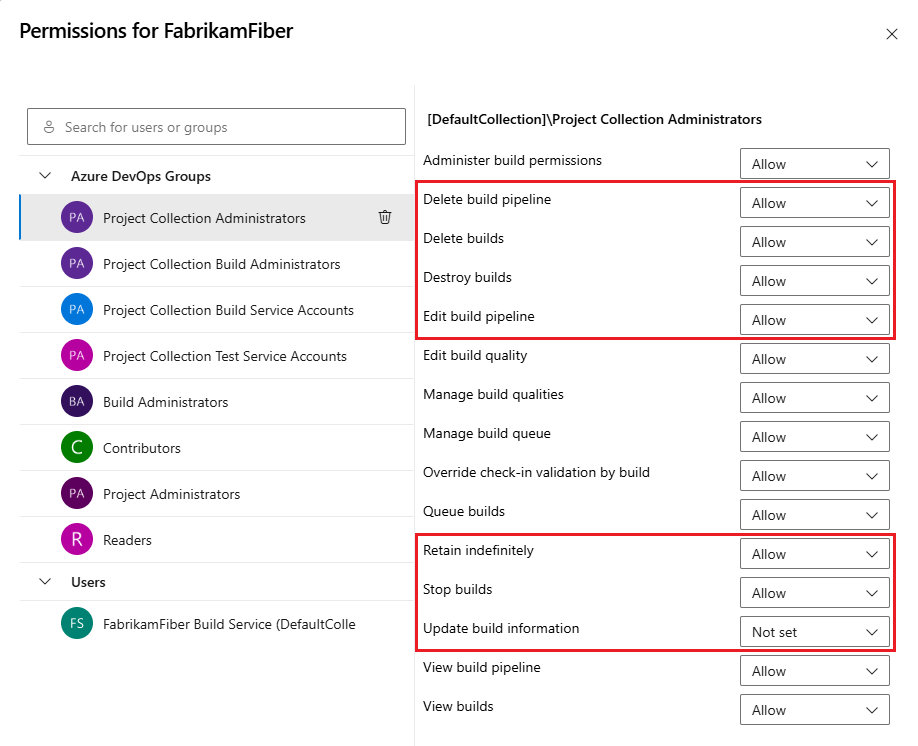 Permissions for FabrikamFiber
Search for users or groups
Azure DevOps Groups
PA Project Collection Administrators
PA Project Collection Build Administrators
PA Project Collection Build Service Accounts
PA Project Collection Test Service Accounts
BA Build Administrators
C Contributors
PA Project Administrators
R Readers
Users
FS FabrikamFiber Build Service (DefaultColle
[DefaultCollection]\Project Collection Administrators
Administer build permissions Allow
Delete build pipeline Allow
Delete builds Allow
Destroy builds Allow
Edit build pipeline Allow
Edit build quality Allow
Manage build qualities Allow
Manage build queue Allow
Override check-in validation by build Allow
Queue builds Allow
Retain indefinitely Allow
Stop builds Allow
Update build information Not set
View build pipeline Allow
View builds Allow